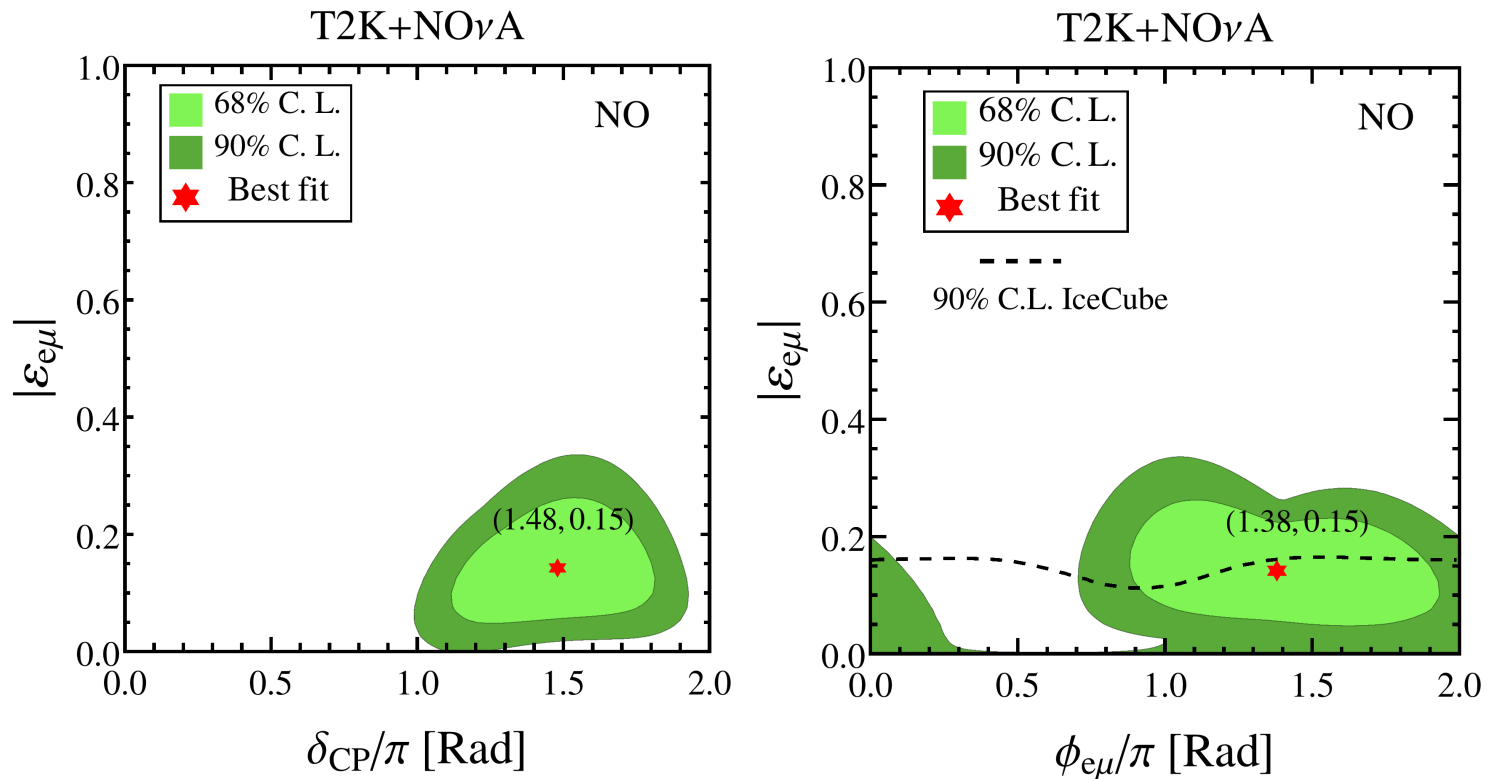 T2K+NOνA
1.0
0.8
0.6
0.4
0.2
0.0
|εeμ|
68% C. L.
90% C. L.
Best fit
NO
(1.48, 0.15)
0.0 0.5 1.0 1.5 2.0
δCP/π [Rad]
T2K+NOνA
1.0
0.8
0.6
0.4
0.2
0.0
|εeμ|
68% C. L.
90% C. L.
Best fit
90% C.L. IceCube
NO
(1.38, 0.15)
0.0 0.5 1.0 1.5 2.0
ϕeμ/π [Rad]